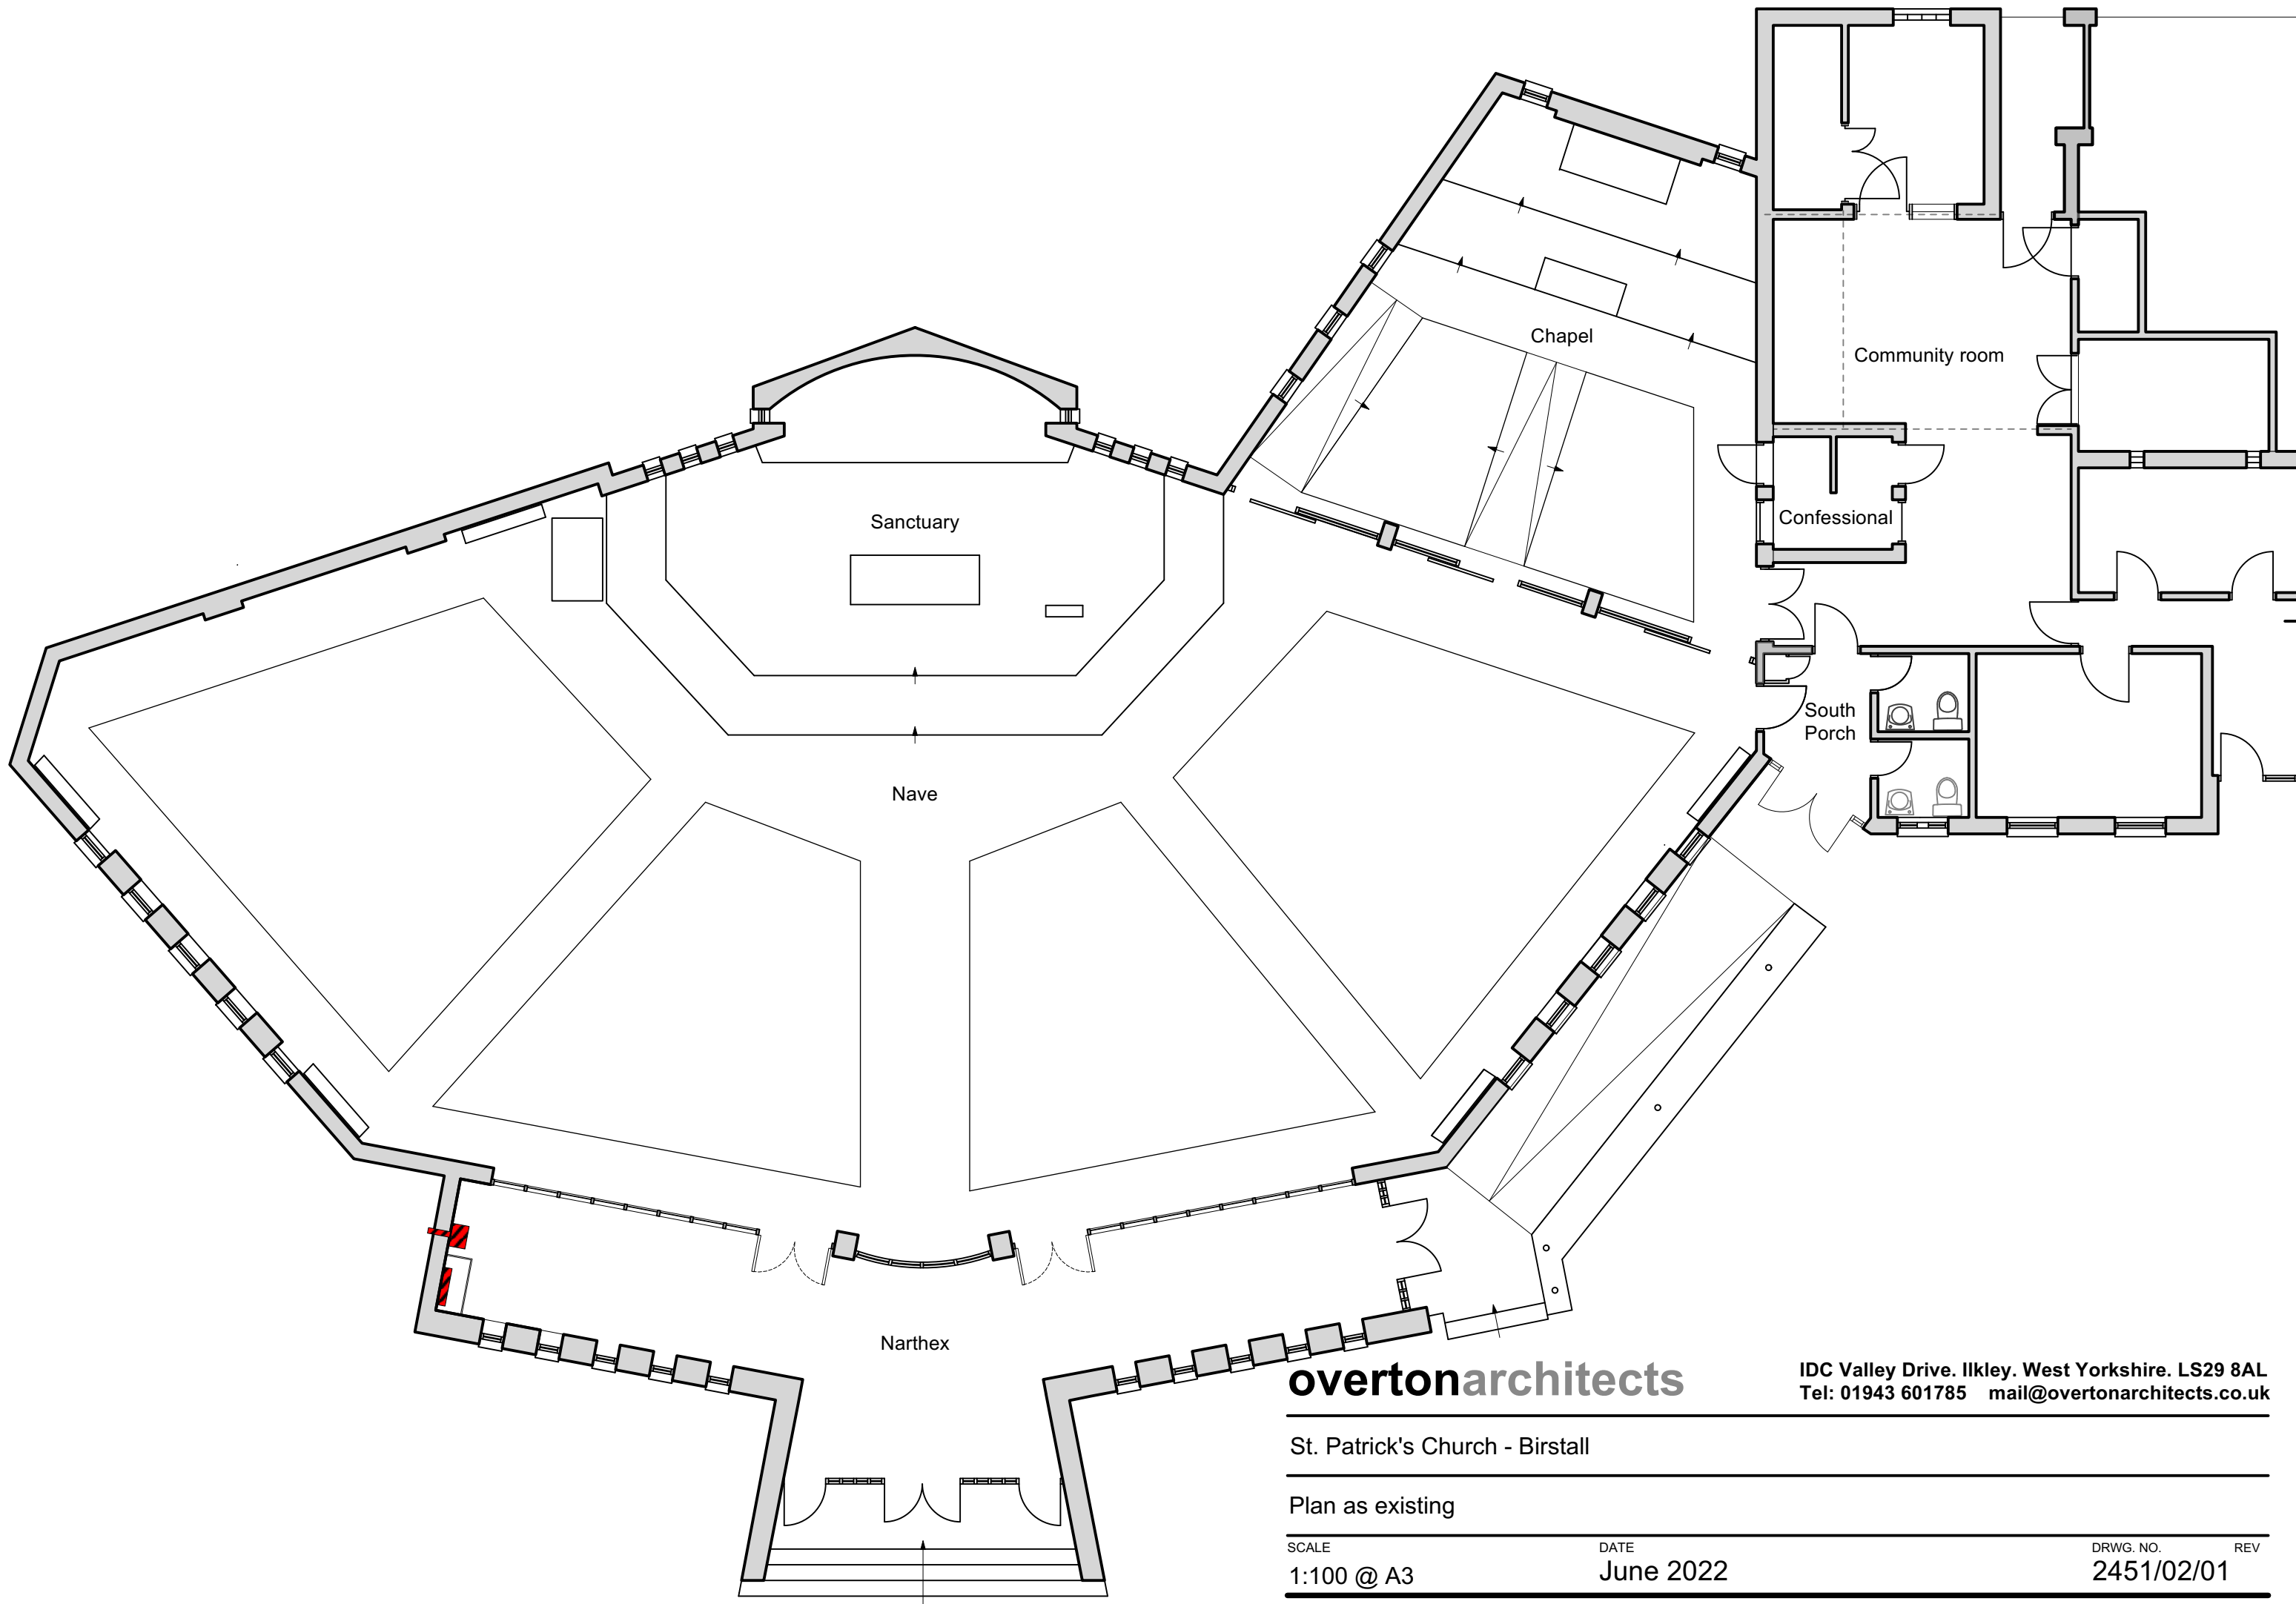 Chapel
Community room
Sanctuary
Confessional
South
Porch
Nave
Narthex
overtonarchitects
IDC Valley Drive. Ilkley. West Yorkshire. LS29 8AL
Tel: 01943 601785 mail@overtonarchitects.co.uk
St. Patrick's Church - Birstall
Plan as existing
SCALE DATE DRWG. NO. REV
1:100 @ A3 June 2022 2451/02/01